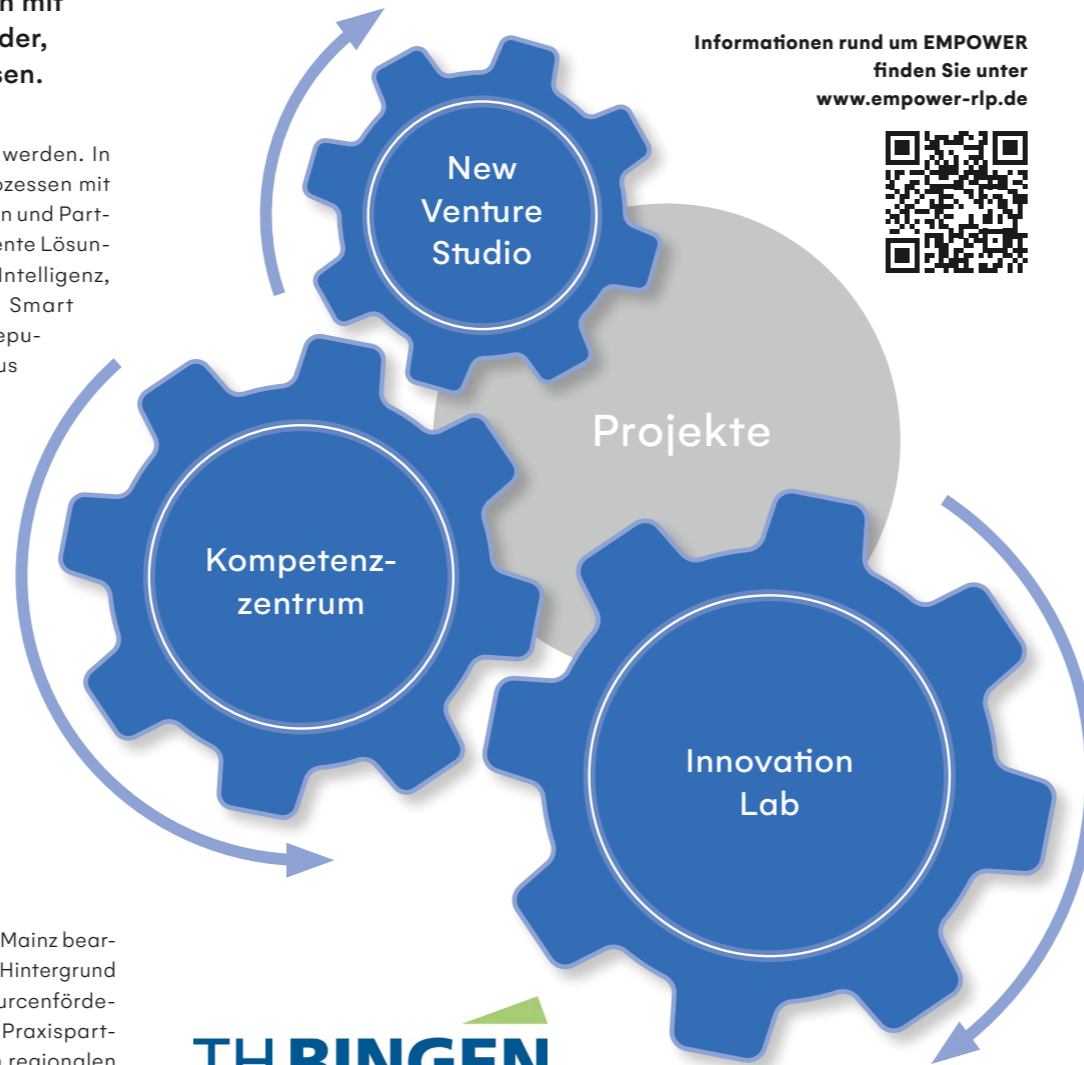 n mit
der,
sen.
werden. In
ozessen mit
n und Part-
ente Lösun-
Intelligenz,
Smart
epu-
us
Informationen rund um EMPOWER
finden Sie unter
www.empower-rlp.de
New
Venture
Studio
Projekte
Kompetenz-
zentrum
Innovation
Lab
Mainz bear-
Hintergrund
urcenförde-
Praxispart-
regionalen
TH BINGEN